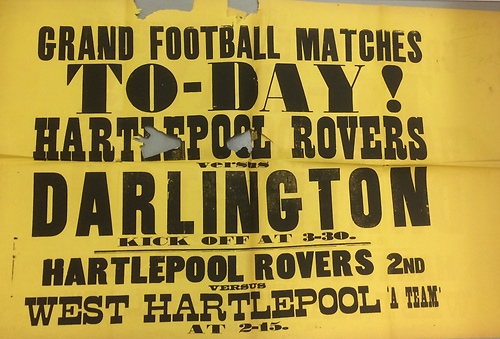 GRAND FOOTBALL MATCHES
TO-DAY!
HARTLEPOOL ROVERS
versus
DARLINGTON
KICK OFF AT 3-30.
HARTLEPOOL ROVERS 2ND
VERSUS
WEST HARTLEPOOL 'A TEAM'
AT 2-15.